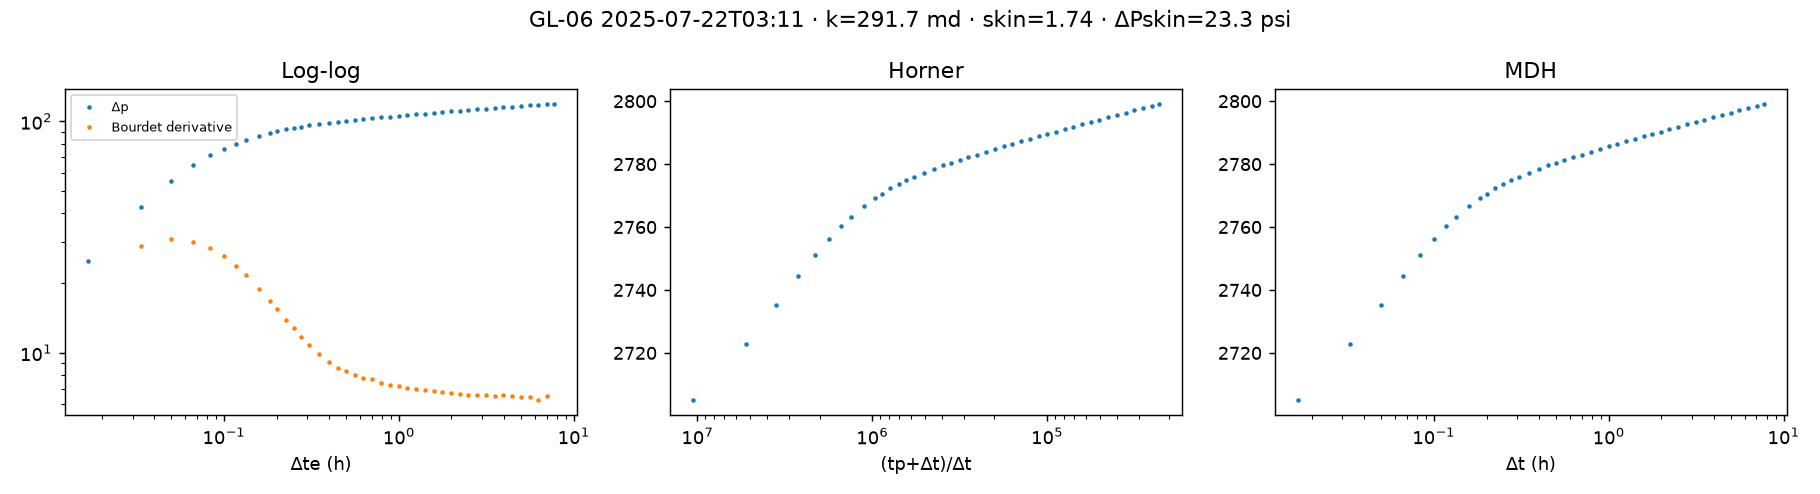 GL-06 2025-07-22T03:11 · k=291.7 md · skin=1.74 · ΔPskin=23.3 psi
Log-log
Δp
Bourdet derivative
10²
10¹
10⁻¹ 10⁰ 10¹
Δte (h)
Horner
2800
2780
2760
2740
2720
10⁷ 10⁶ 10⁵
(tp+Δt)/Δt
MDH
2800
2780
2760
2740
2720
10⁻¹ 10⁰ 10¹
Δt (h)